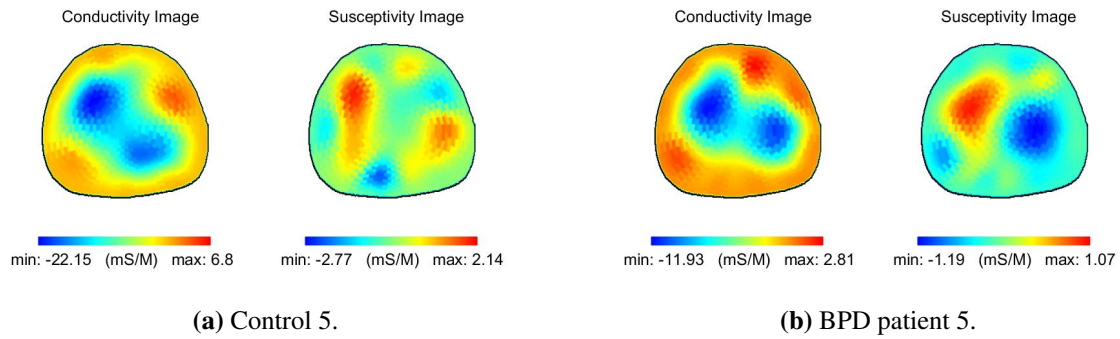 Conductivity Image Susceptivity Image Conductivity Image Susceptivity Image
min: -22.15 (mS/M) max: 6.8 min: -2.77 (mS/M) max: 2.14 min: -11.93 (mS/M) max: 2.81 min: -1.19 (mS/M) max: 1.07
(a) Control 5. (b) BPD patient 5.